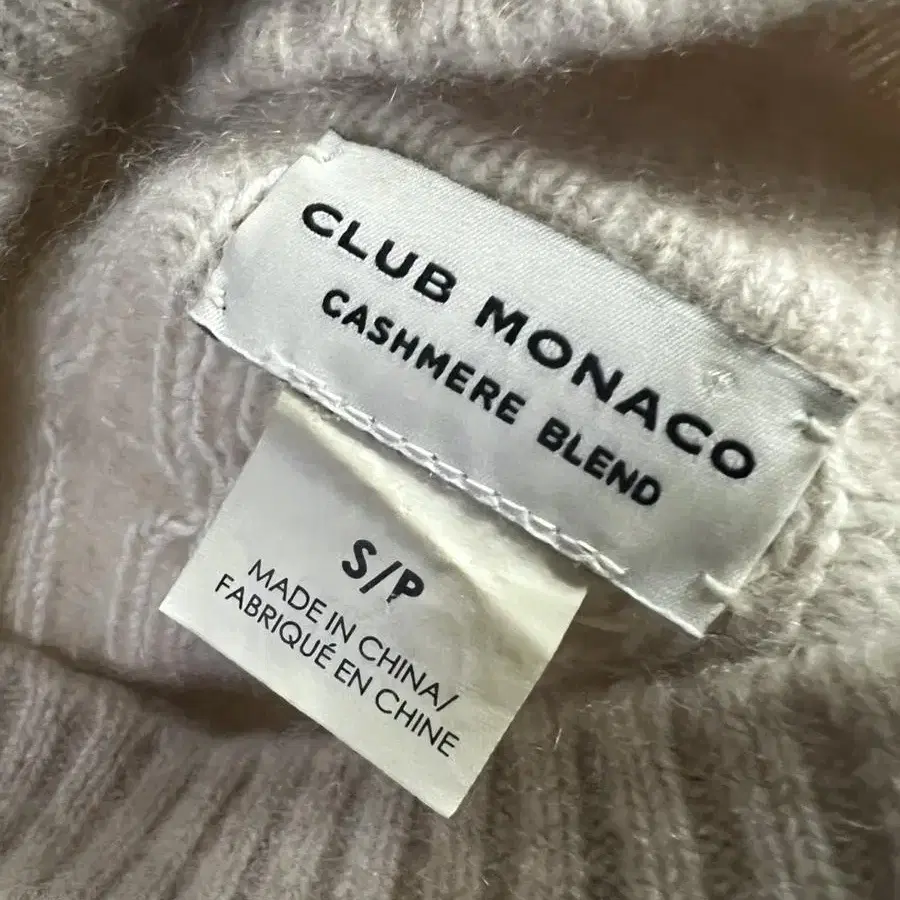 CLUB MONACO
CASHMERE BLEND
S/P
MADE IN CHINA/
FABRIQUÉ EN CHINE